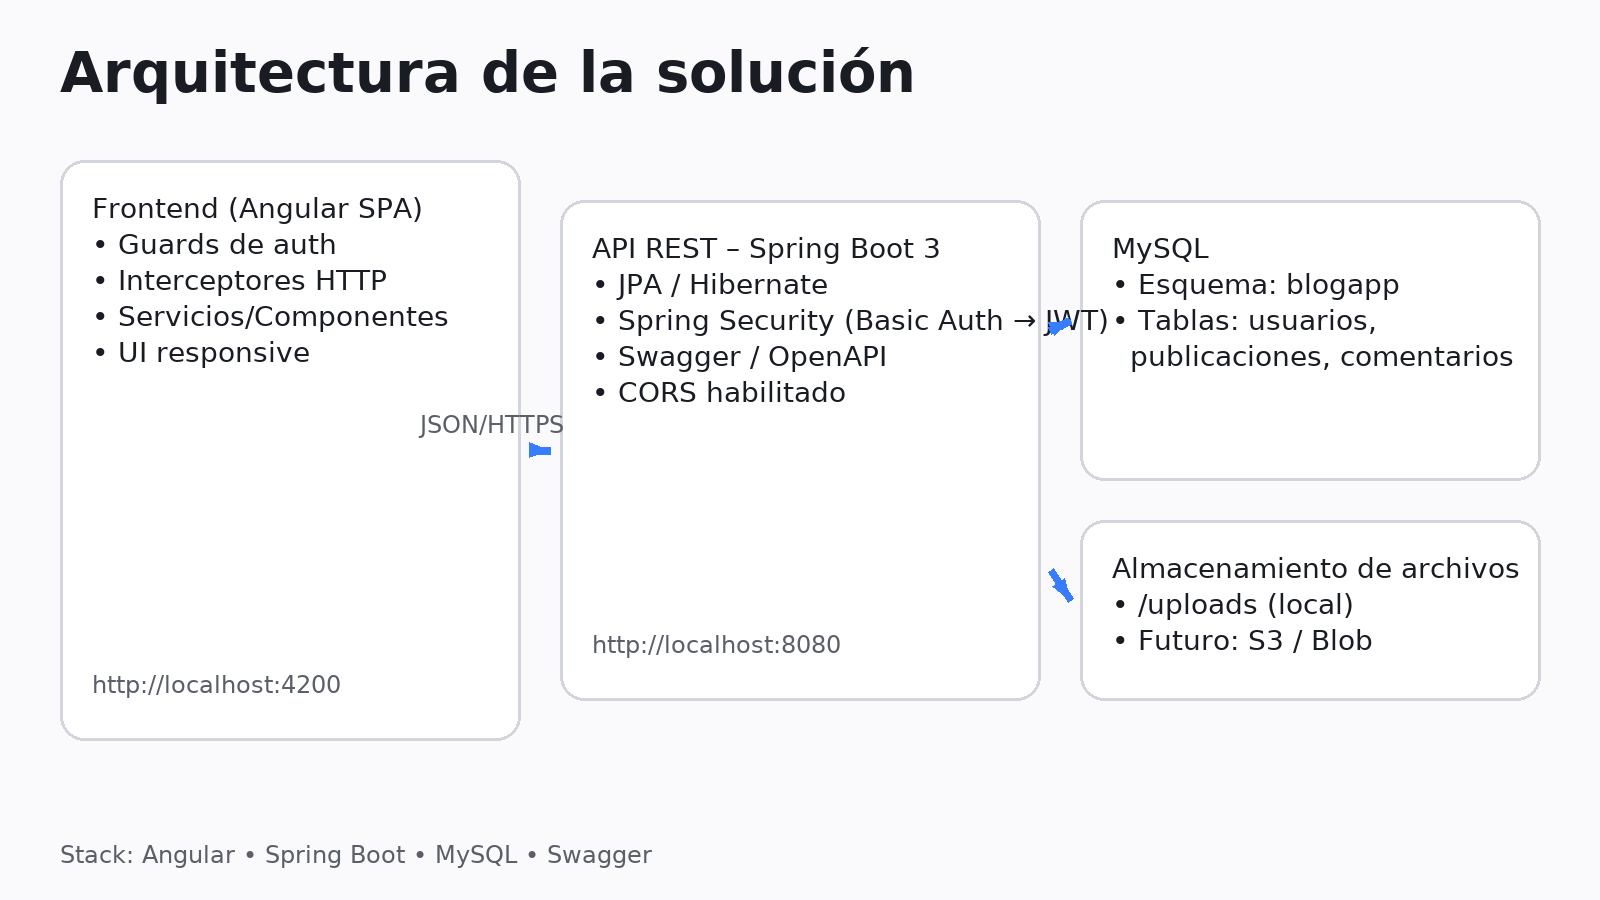 Arquitectura de la solución
Frontend (Angular SPA)
• Guards de auth
• Interceptores HTTP
• Servicios/Componentes
• UI responsive
http://localhost:4200
JSON/HTTPS
API REST – Spring Boot 3
• JPA / Hibernate
• Spring Security (Basic Auth → JWT)
• Swagger / OpenAPI
• CORS habilitado
http://localhost:8080
MySQL
• Esquema: blogapp
• Tablas: usuarios,
publicaciones, comentarios
Almacenamiento de archivos
• /uploads (local)
• Futuro: S3 / Blob
Stack: Angular • Spring Boot • MySQL • Swagger